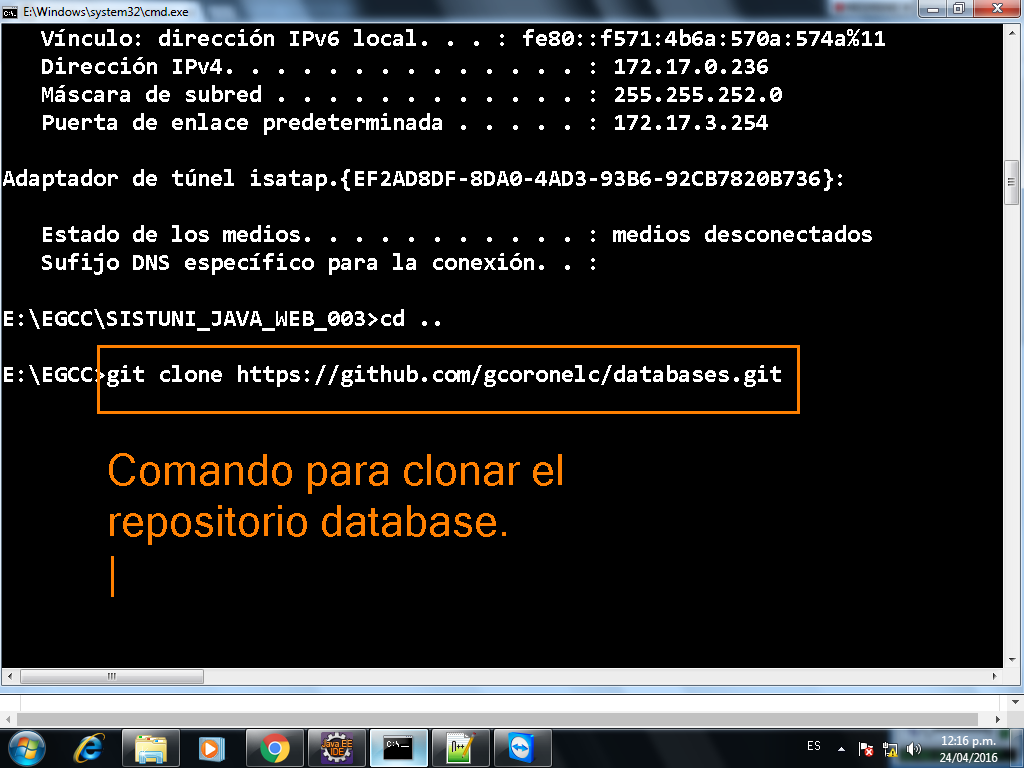 E:\Windows\system32\cmd.exe
Vínculo: dirección IPv6 local. . . : fe80::f571:4b6a:570a:574a%11
Dirección IPv4. . . . . . . . . . . . . . : 172.17.0.236
Máscara de subred . . . . . . . . . . . . : 255.255.252.0
Puerta de enlace predeterminada . . . . . : 172.17.3.254
Adaptador de túnel isatap.{EF2AD8DF-8DA0-4AD3-93B6-92CB7820B736}:
Estado de los medios. . . . . . . . . . . : medios desconectados
Sufijo DNS específico para la conexión. . :
E:\EGCC\SISTUNI_JAVA_WEB_003>cd ..
E:\EGCC>git clone https://github.com/gcoronelc/databases.git
Comando para clonar el
repositorio database.
Java EE
IDE
ES
12:16 p.m.
24/04/2016